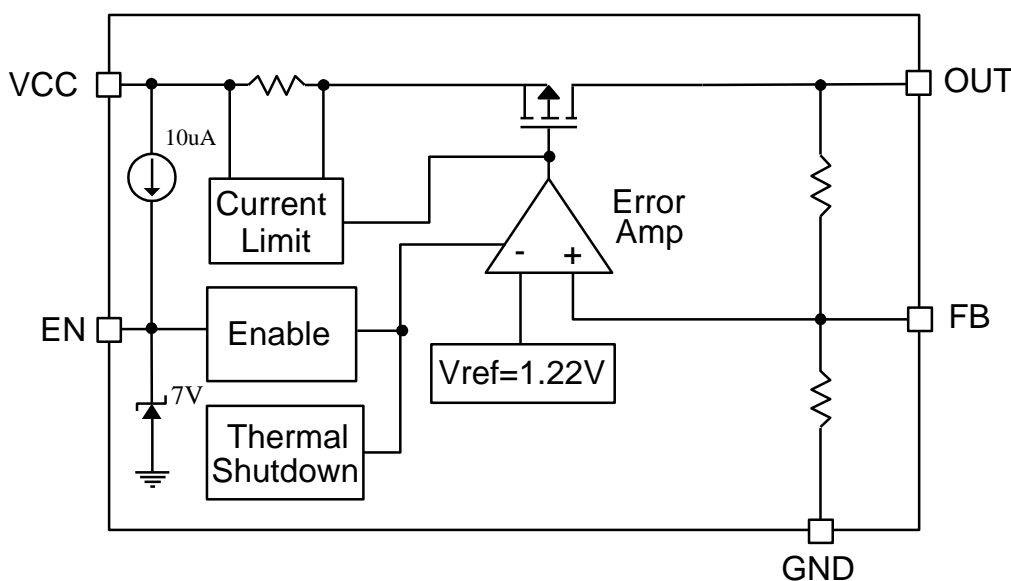 VCC
OUT
10uA
Current
Limit
Error
Amp
-
+
EN
Enable
FB
Vref=1.22V
7V
Thermal
Shutdown
GND